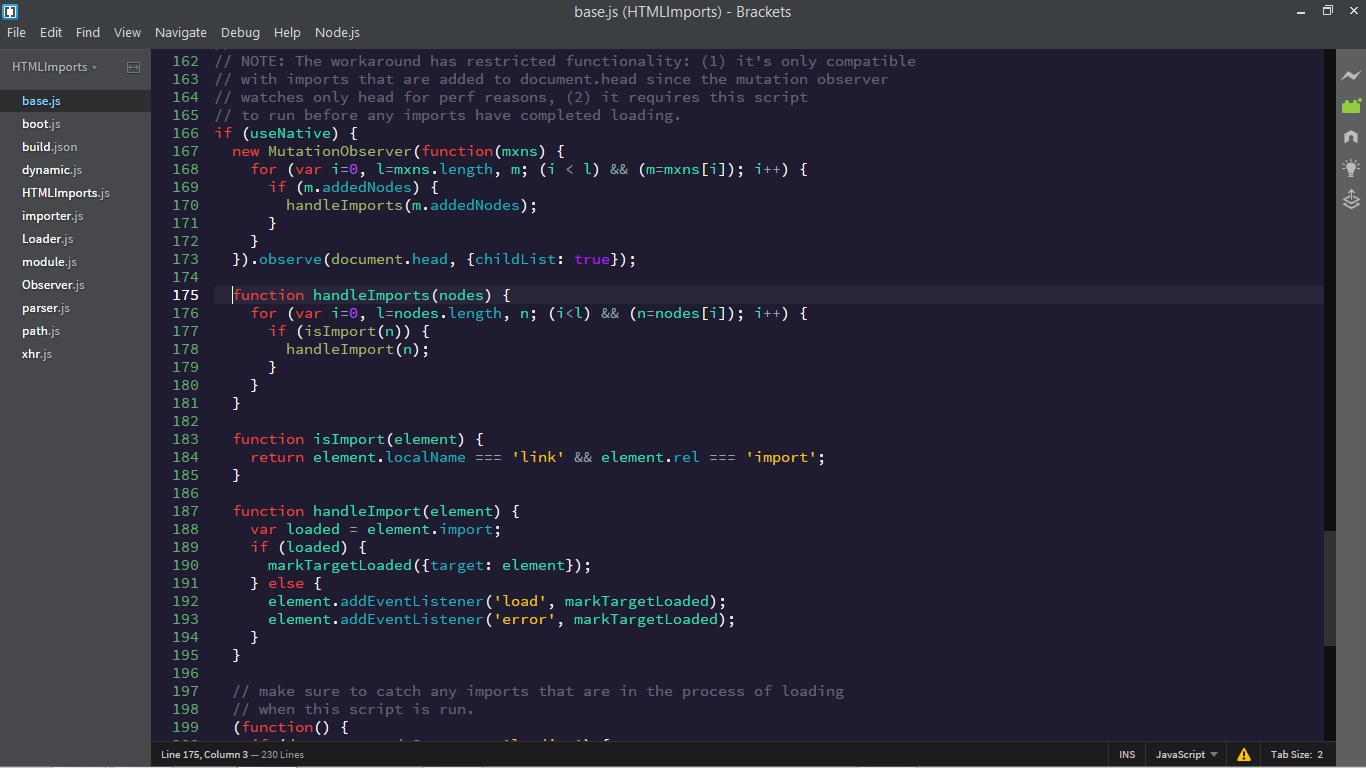 base.js (HTMLImports) - Brackets
File Edit Find View Navigate Debug Help Node.js
HTMLImports
base.js
boot.js
build.json
dynamic.js
HTMLImports.js
importer.js
Loader.js
module.js
Observer.js
parser.js
path.js
xhr.js
162 // NOTE: The workaround has restricted functionality: (1) it's only compatible
163 // with imports that are added to document.head since the mutation observer
164 // watches only head for perf reasons, (2) it requires this script
165 // to run before any imports have completed loading.
166 if (useNative) {
167   new MutationObserver(function(mxns) {
168     for (var i=0, l=mxns.length, m; (i < l) && (m=mxns[i]); i++) {
169       if (m.addedNodes) {
170         handleImports(m.addedNodes);
171       }
172     }
173   }).observe(document.head, {childList: true});
174
175   function handleImports(nodes) {
176     for (var i=0, l=nodes.length, n; (i<l) && (n=nodes[i]); i++) {
177       if (isImport(n)) {
178         handleImport(n);
179       }
180     }
181   }
182
183   function isImport(element) {
184     return element.localName === 'link' && element.rel === 'import';
185   }
186
187   function handleImport(element) {
188     var loaded = element.import;
189     if (loaded) {
190       markTargetLoaded({target: element});
191     } else {
192       element.addEventListener('load', markTargetLoaded);
193       element.addEventListener('error', markTargetLoaded);
194     }
195   }
196
197   // make sure to catch any imports that are in the process of loading
198   // when this script is run.
199   (function() {
Line 175, Column 3 — 230 Lines
INS JavaScript Tab Size: 2